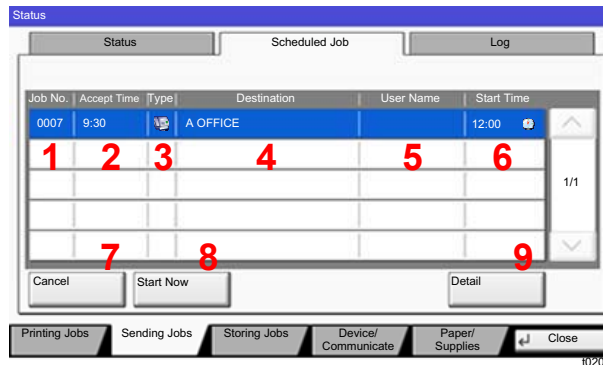 Status
Status Scheduled Job Log
Job No. Accept Time Type Destination User Name Start Time
0007 9:30 A OFFICE 12:00
1 2 3 4 5 6
1/1
7 8 9
Cancel Start Now Detail
Printing Jobs Sending Jobs Storing Jobs Device/ Communicate Paper/ Supplies Close